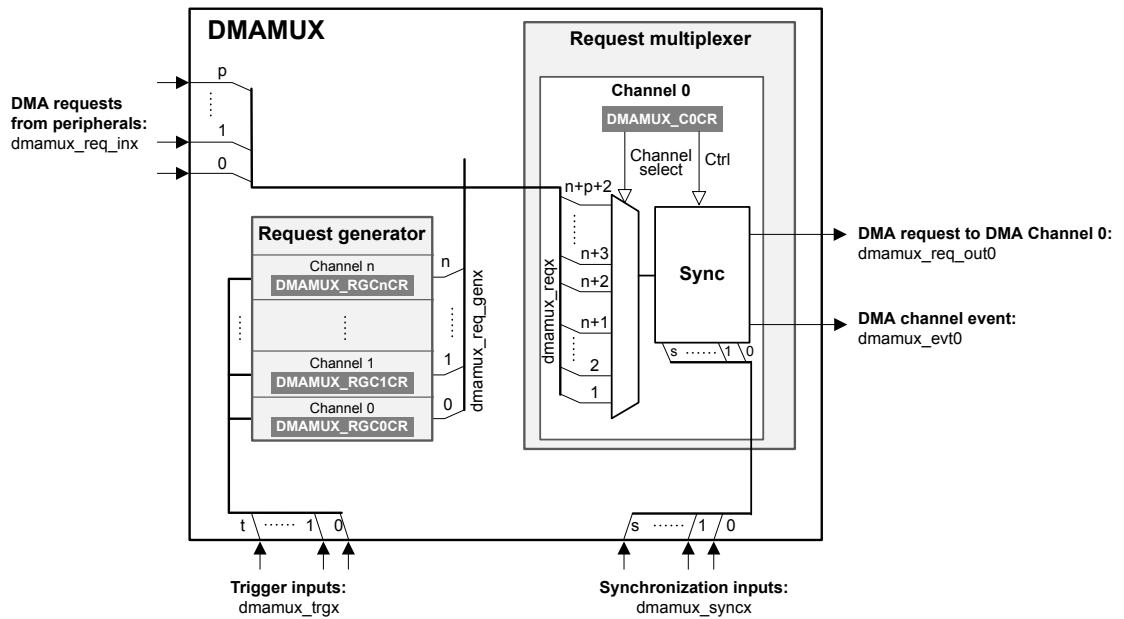 DMAMUX
Request multiplexer
p
DMA requests
from peripherals:
dmamux_req_inx
1
0
Channel 0
DMAMUX_C0CR
Channel
select
Ctrl
n+p+2
n+3
n+2
n+1
2
1
dmamux_reqx
Sync
s ...... 1 0
DMA request to DMA Channel 0:
dmamux_req_out0
DMA channel event:
dmamux_evt0
Request generator
Channel n
DMAMUX_RGCnCR
Channel 1
DMAMUX_RGC1CR
Channel 0
DMAMUX_RGC0CR
n
1
0
dmamux_req_genx
t ...... 1 0
Trigger inputs:
dmamux_trgx
s ...... 1 0
Synchronization inputs:
dmamux_syncx